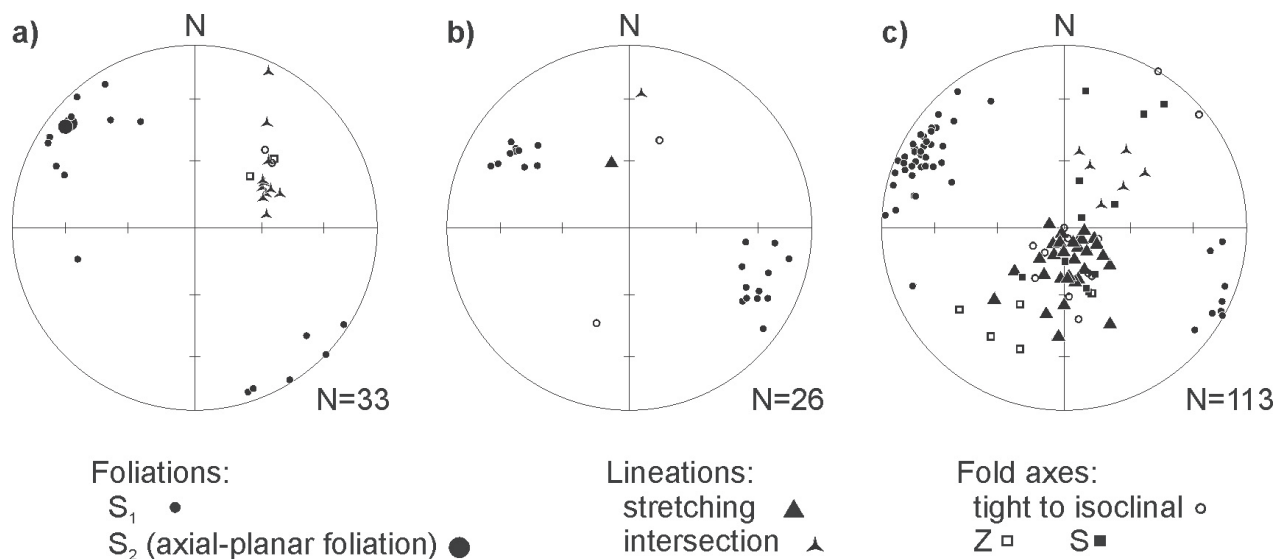 a)
N
N=33
b)
N=26
c)
N
N=113
Foliations:
S₁
S₂ (axial-planar foliation)
Lineations:
stretching
intersection
Fold axes:
tight to isoclinal
Z S